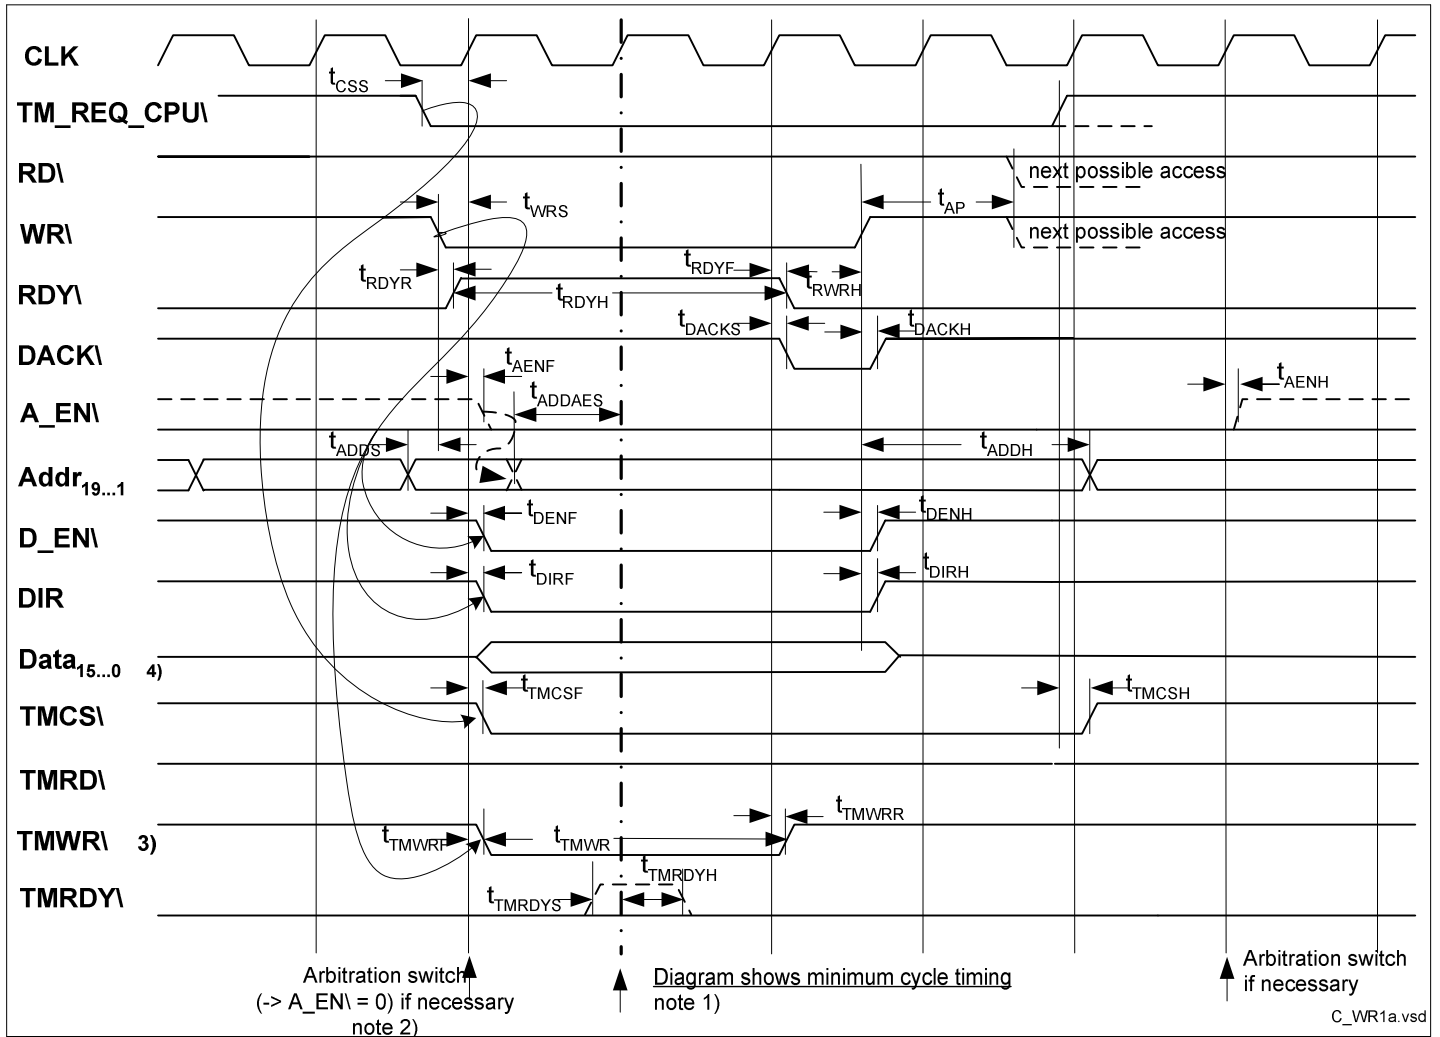 CLK
tCSS
TM_REQ_CPU\
RD\
next possible access
tWRS
tAP
WR\
next possible access
tRDYR
tRDYF
tRWRH
RDY\
tRDYH
tDACKS
tDACKH
DACK\
tAENF
tAENH
tADDAES
A_EN\
tADDS
tADDH
Addr19...1
tDENF
tDENH
D_EN\
tDIRF
tDIRH
DIR
Data15...0 4)
tTMCSF
tTMCSH
TMCS\
TMRD\
tTMWRR
TMWR\ 3)
tTMWRF
tTMWR
tTMRDYH
TMRDY\
tTMRDYS
Arbitration switch
(-> A_EN\ = 0) if necessary
note 2)
Diagram shows minimum cycle timing
note 1)
Arbitration switch
if necessary
C_WR1a.vsd